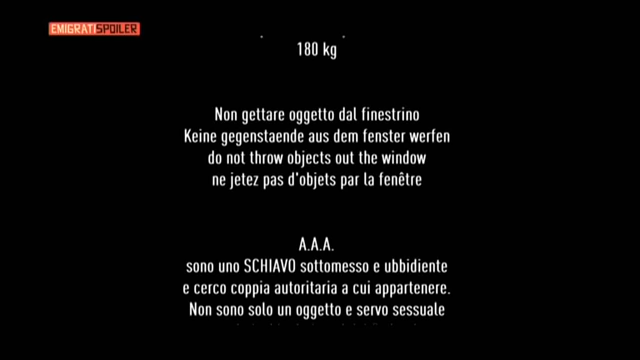 EMIGRATISPOILER
180 kg
Non gettare oggetto dal finestrino
Keine gegenstaende aus dem fenster werfen
do not throw objects out the window
ne jetez pas d'objets par la fenêtre
A.A.A.
sono uno SCHIAVO sottomesso e ubbidiente
e cerco coppia autoritaria a cui appartenere.
Non sono solo un oggetto e servo sessuale